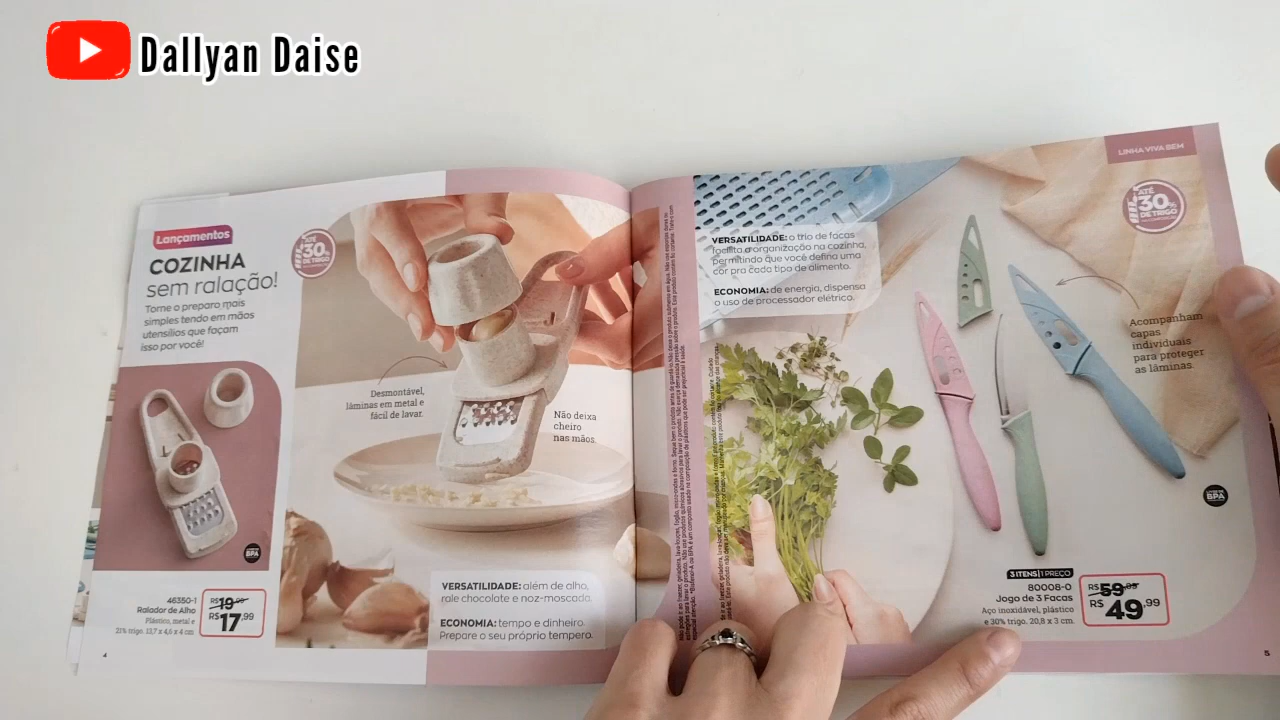 Dallyan Daise
Lançamentos
COZINHA
sem ralação!
Torne o preparo mais
simples tendo em mãos
utensílios que façam
isso por você!
30%
DE TRIGO
Desmontável,
lâminas em metal e
fácil de lavar.
Não deixa
cheiro
nas mãos.
BPA
46350-1
Ralador de Alho
Plástico, metal e
21% trigo. 13,7 x 4,6 x 4 cm.
R$ 19
R$ 17,99
VERSATILIDADE: além de alho,
rale chocolate e noz-moscada.
ECONOMIA: tempo e dinheiro.
Prepare o seu próprio tempero.
4
LINHA VIVA BEM
ATÉ
30%
DE TRIGO
VERSATILIDADE: o trio de facas
facilita a organização na cozinha,
permitindo que você defina uma
cor pra cada tipo de alimento.
ECONOMIA: de energia, dispensa
o uso de processador elétrico.
Acompanham
capas
individuais
para proteger
as lâminas.
BPA
3 ITENS | 1 PREÇO
80008-0
Jogo de 3 Facas
Aço inoxidável, plástico
e 30% trigo. 20,8 x 3 cm.
R$ 59
R$ 49,99
5